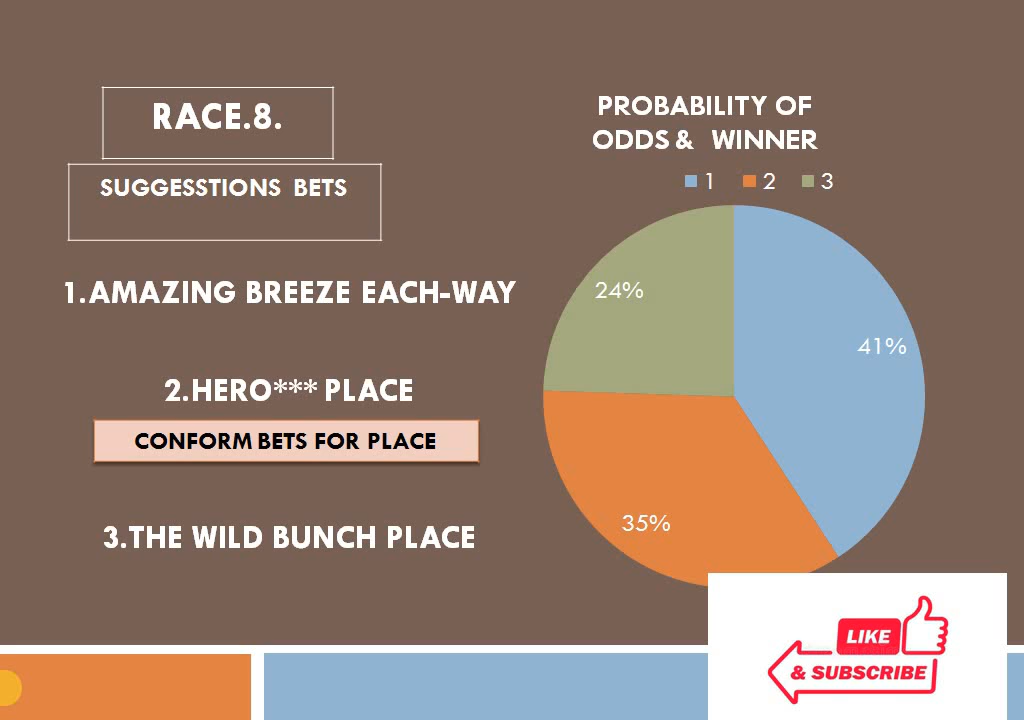 RACE.8.
SUGGESSTIONS BETS
1.AMAZING BREEZE EACH-WAY
2.HERO*** PLACE
CONFORM BETS FOR PLACE
3.THE WILD BUNCH PLACE
PROBABILITY OF
ODDS & WINNER
1 2 3
24%
41%
35%
LIKE
& SUBSCRIBE